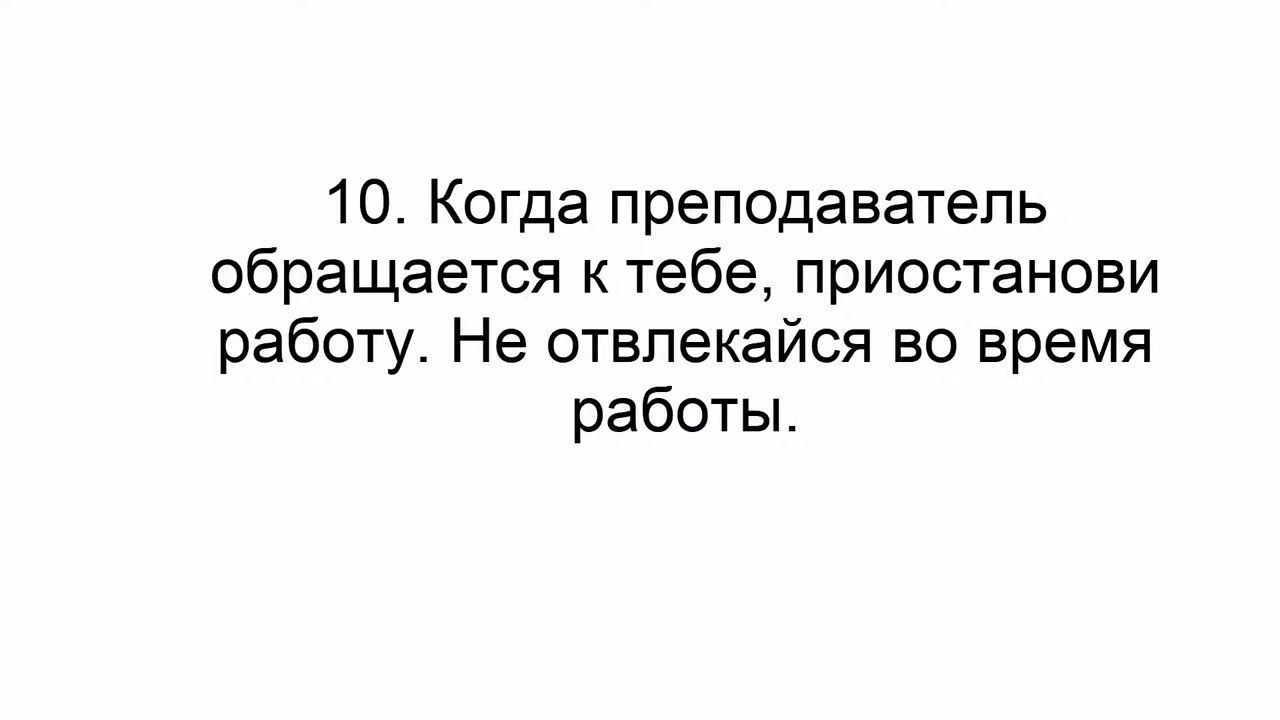 10. Когда преподаватель
обращается к тебе, приостанови
работу. Не отвлекайся во время
работы.